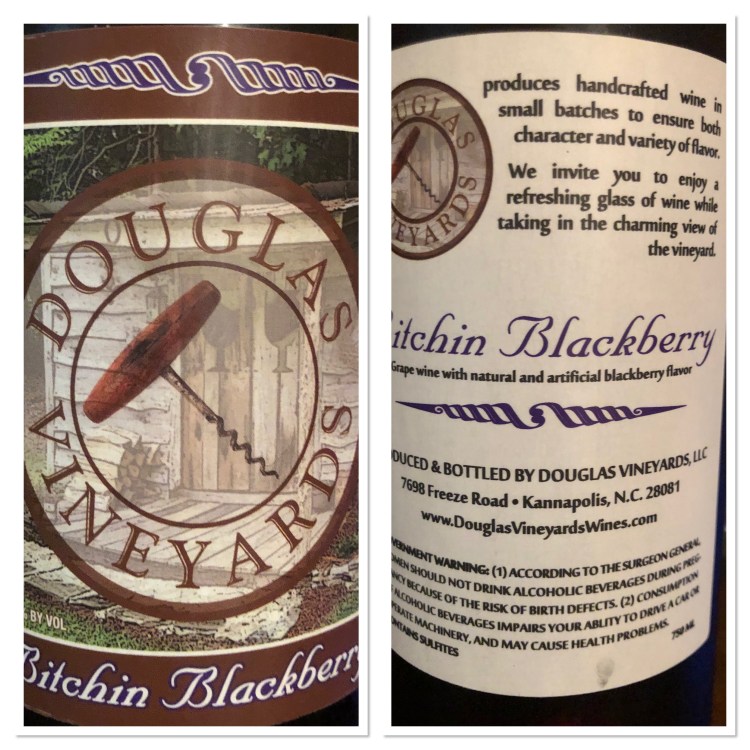 DOUGLAS
VINEYARDS
BY VOL
Bitchin Blackberry
DOUGLAS
VINEYARDS
produces handcrafted wine in
small batches to ensure both
character and variety of flavor.
We invite you to enjoy a
refreshing glass of wine while
taking in the charming view of
the vineyard.
itchin Blackberry
Grape wine with natural and artificial blackberry flavor
DUCED & BOTTLED BY DOUGLAS VINEYARDS, LLC
7698 Freeze Road • Kannapolis, N.C. 28081
www.DouglasVineyardsWines.com
VERNMENT WARNING: (1) ACCORDING TO THE SURGEON GENERAL,
OMEN SHOULD NOT DRINK ALCOHOLIC BEVERAGES DURING PREG-
NCY BECAUSE OF THE RISK OF BIRTH DEFECTS. (2) CONSUMPTION
ALCOHOLIC BEVERAGES IMPAIRS YOUR ABILITY TO DRIVE A CAR OR
PERATE MACHINERY, AND MAY CAUSE HEALTH PROBLEMS.
NTAINS SULFITES
750 ML